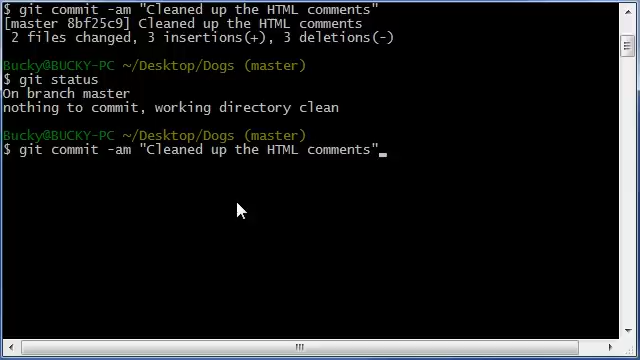 $ git commit -am "Cleaned up the HTML comments"
[master 8bf25c9] Cleaned up the HTML comments
2 files changed, 3 insertions(+), 3 deletions(-)
Bucky@BUCKY-PC ~/Desktop/Dogs (master)
$ git status
On branch master
nothing to commit, working directory clean
Bucky@BUCKY-PC ~/Desktop/Dogs (master)
$ git commit -am "Cleaned up the HTML comments"